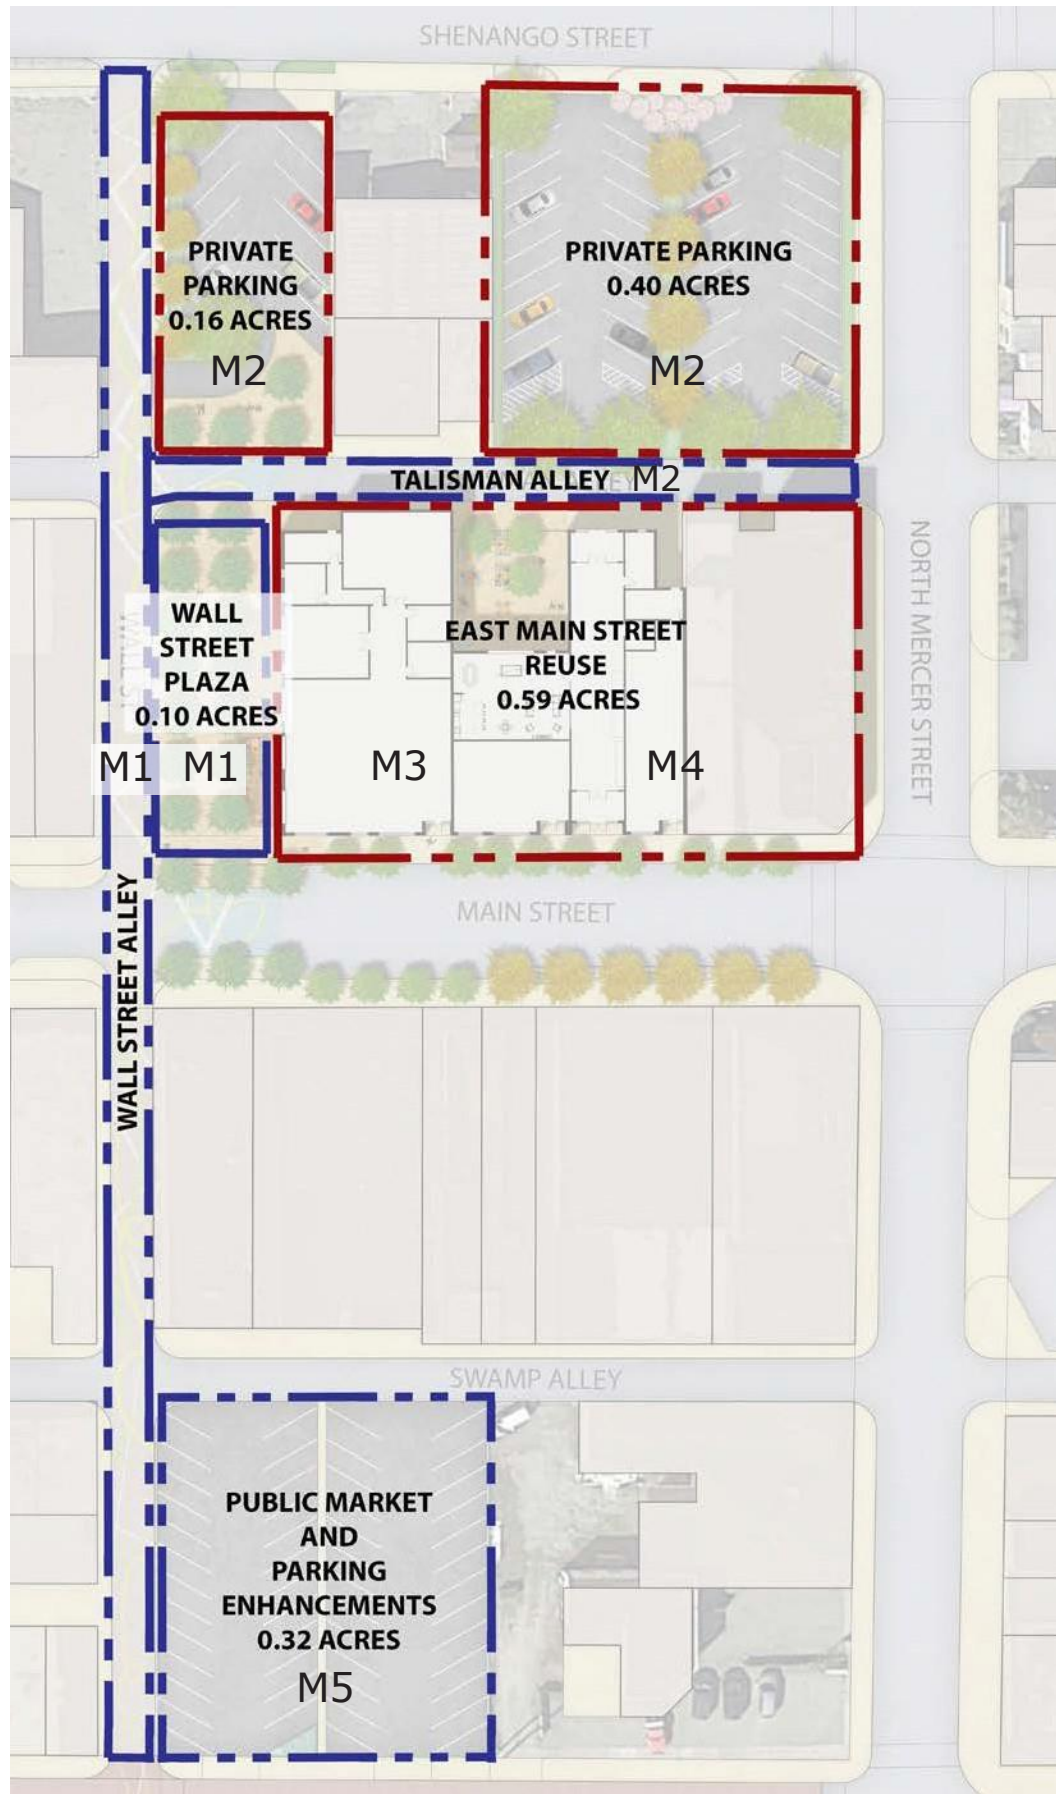 SHENANGO STREET
PRIVATE
PARKING
0.16 ACRES
M2
PRIVATE PARKING
0.40 ACRES
M2
TALISMAN ALLEY
M2
WALL
STREET
PLAZA
0.10 ACRES
M1
M1
EAST MAIN STREET
REUSE
0.59 ACRES
M3
M4
NORTH MERCER STREET
MAIN STREET
WALL STREET ALLEY
SWAMP ALLEY
PUBLIC MARKET
AND
PARKING
ENHANCEMENTS
0.32 ACRES
M5